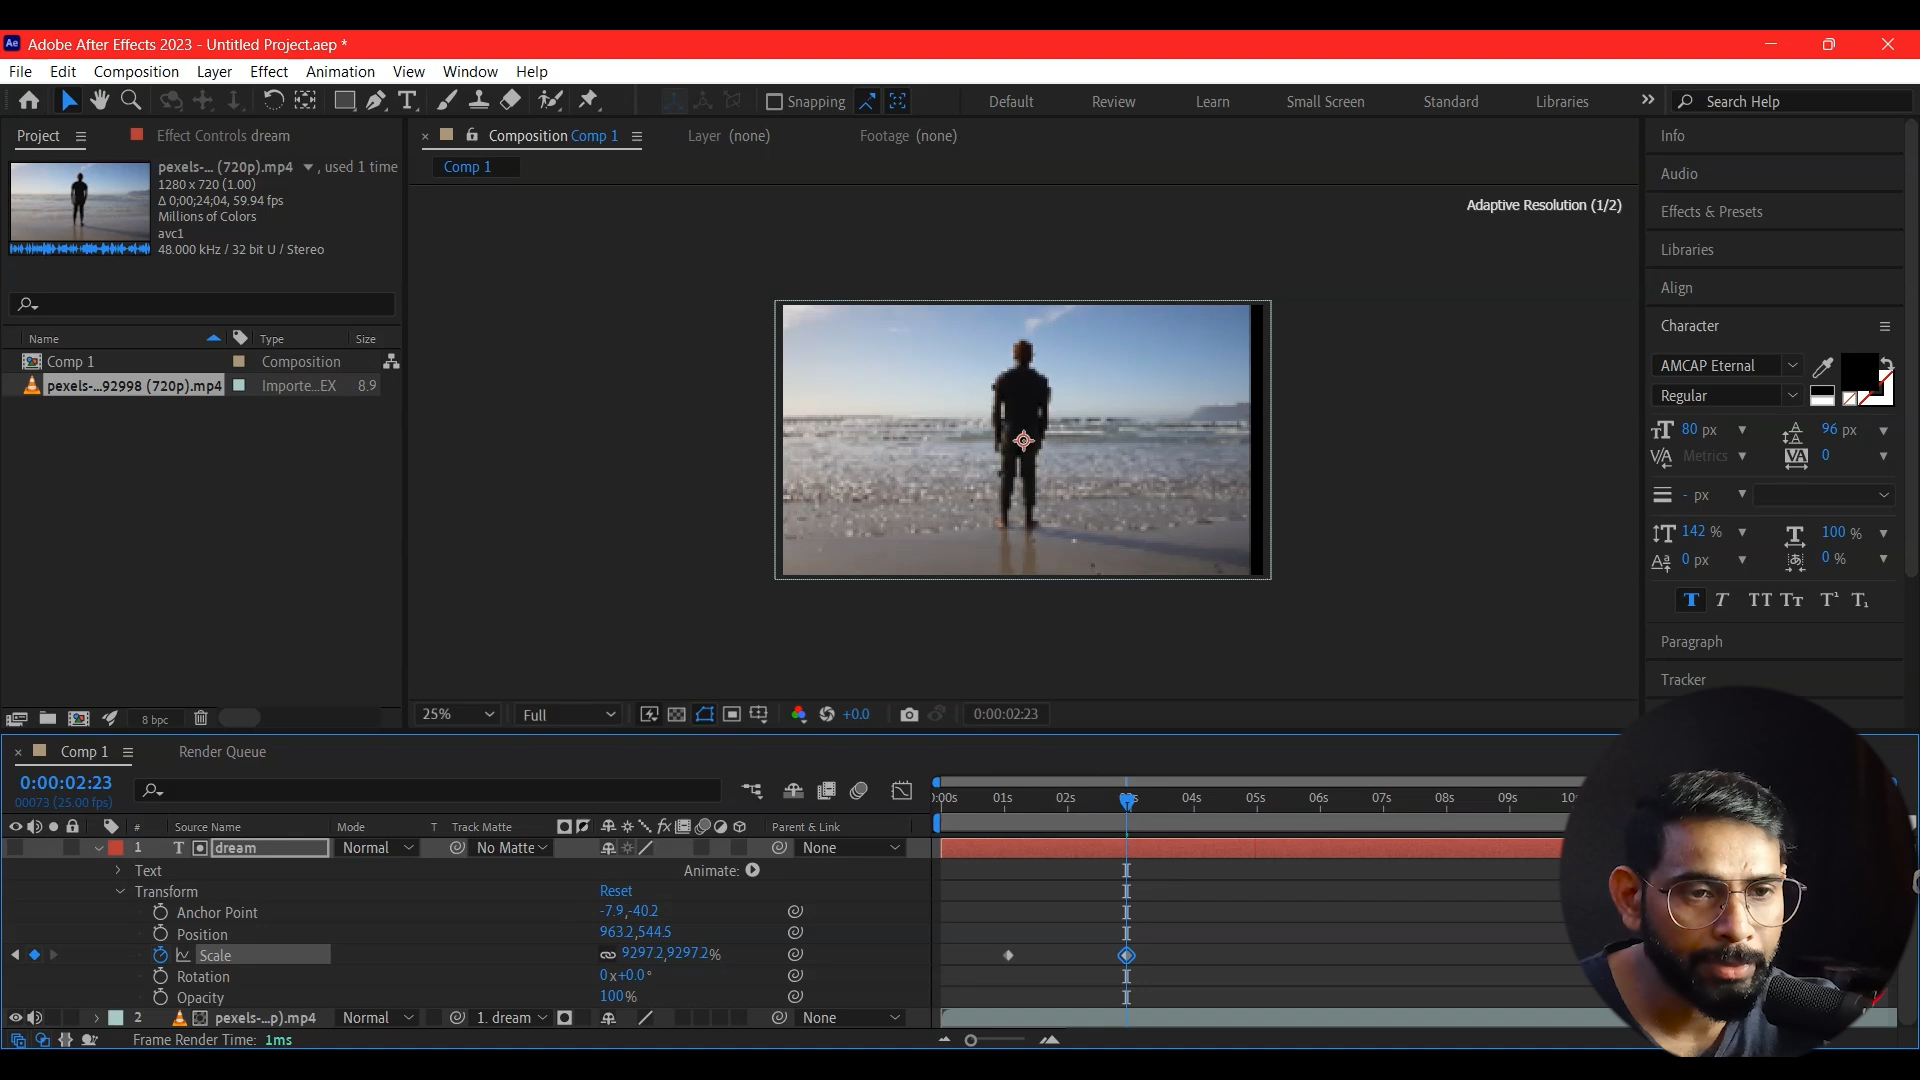 Adobe After Effects 2023 - Untitled Project.aep *
File Edit Composition Layer Effect Animation View Window Help
Snapping
Default Review Learn Small Screen Standard Libraries
Search Help
Project
Effect Controls dream
pexels-... (720p).mp4 , used 1 time
1280 x 720 (1.00)
Δ 0;00;24;04, 59.94 fps
Millions of Colors
avc1
48.000 kHz / 32 bit U / Stereo
Name Type Size
Comp 1 Composition
pexels-...92998 (720p).mp4 Importe...EX 8.9
8 bpc
Composition Comp 1
Layer (none)
Footage (none)
Comp 1
Adaptive Resolution (1/2)
25% Full +0.0 0:00:02:23
Info
Audio
Effects & Presets
Libraries
Align
Character
AMCAP Eternal
Regular
80 px 96 px
Metrics 0
- px
142 % 100 %
0 px 0 %
T T TT Tт T¹ T₁
Paragraph
Tracker
Comp 1 Render Queue
0:00:02:23
00073 (25.00 fps)
:00s 01s 02s 03s 04s 05s 06s 07s 08s 09s 10
# Source Name Mode T Track Matte Parent & Link
1 T dream Normal No Matte None
Text Animate:
Transform Reset
Anchor Point -7.9,-40.2
Position 963.2,544.5
Scale 9297.2,9297.2%
Rotation 0x+0.0°
Opacity 100%
2 pexels-...p).mp4 Normal 1. dream None
Frame Render Time: 1ms